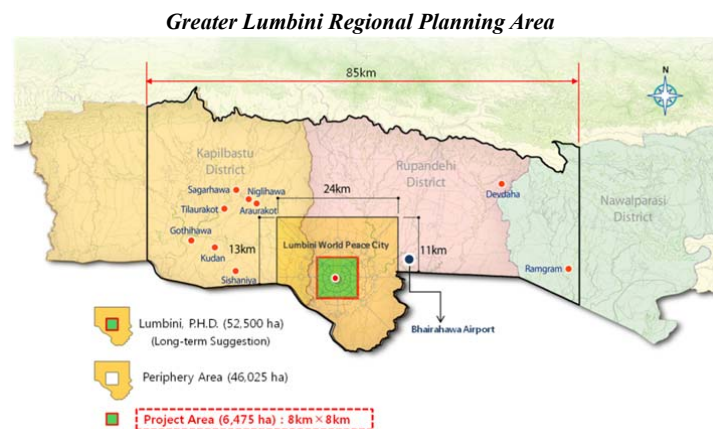 Greater Lumbini Regional Planning Area
85km
N
Kapilbastu
District
Rupandehi
District
Nawalparasi
District
Sagarhawa
Niglihawa
Tilaurakot
Araurakot
Devdaha
24km
Gothihawa
Kudan
13km
Lumbini World Peace City
11km
Sishaniya
Ramgram
Bhairahawa Airport
Lumbini, P.H.D. (52,500 ha)
(Long-term Suggestion)
Periphery Area (46,025 ha)
Project Area (6,475 ha) : 8km×8km